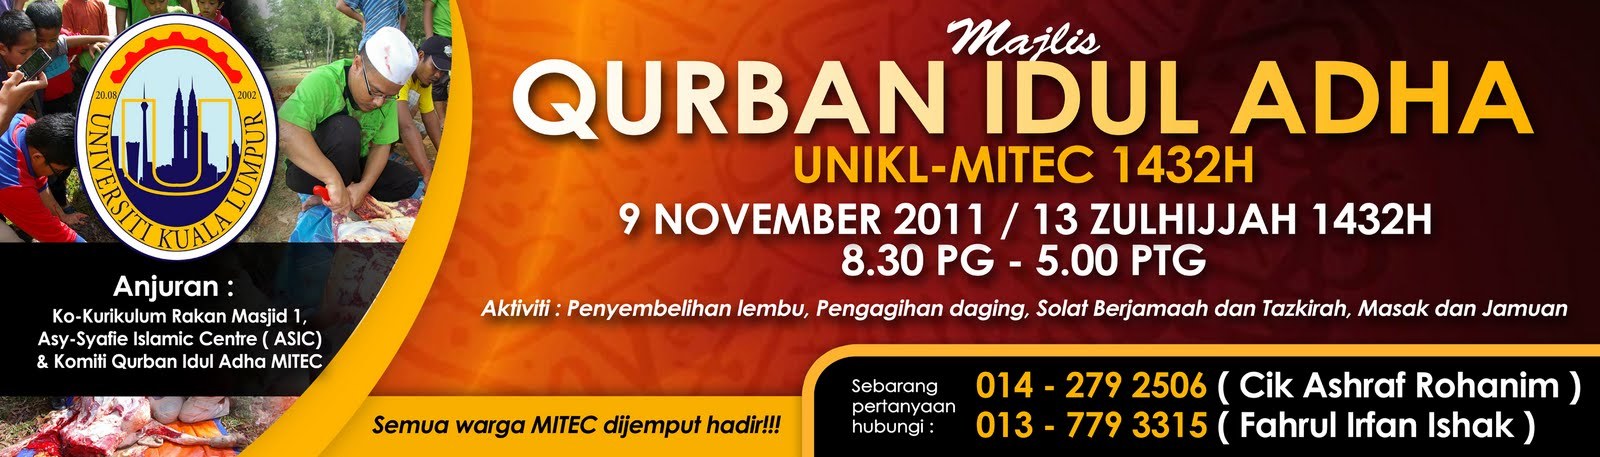 20.08 2002
UNIVERSITI KUALA LUMPUR
Anjuran :
Ko-Kurikulum Rakan Masjid 1,
Asy-Syafie Islamic Centre ( ASIC)
& Komiti Qurban Idul Adha MITEC
Majlis
QURBAN IDUL ADHA
UNIKL-MITEC 1432H
9 NOVEMBER 2011 / 13 ZULHIJJAH 1432H
8.30 PG - 5.00 PTG
Aktiviti : Penyembelihan lembu, Pengagihan daging, Solat Berjamaah dan Tazkirah, Masak dan Jamuan
Semua warga MITEC dijemput hadir!!!
Sebarang
pertanyaan
hubungi :
014 - 279 2506 ( Cik Ashraf Rohanim )
013 - 779 3315 ( Fahrul Irfan Ishak )